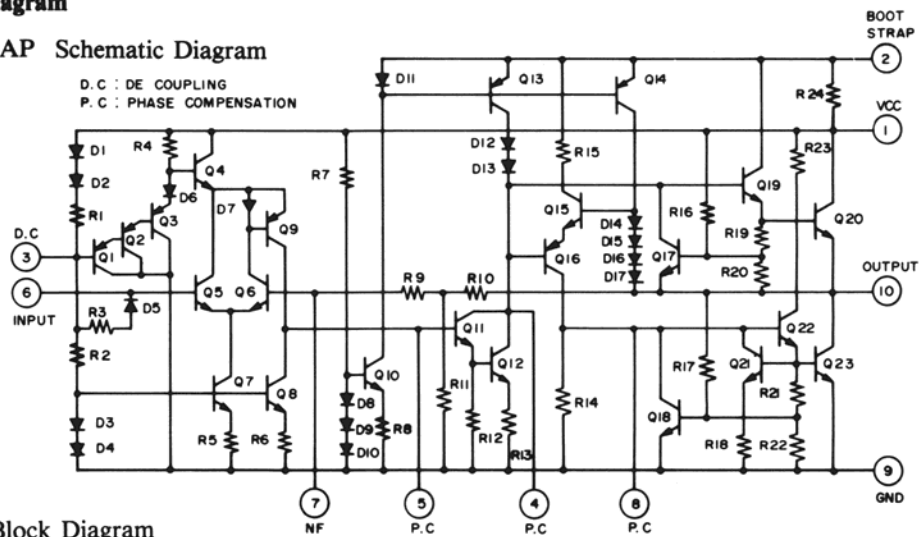 agram
AP Schematic Diagram
D.C : DE COUPLING
P.C : PHASE COMPENSATION
BOOT
STRAP
2
D11
Q13
Q14
R24
VCC
1
D1
R4
Q4
R7
D12
D13
R15
R23
D2
D6
Q3
D7
Q9
Q19
R1
Q2
Q15
D14
R16
Q20
D.C
3
Q1
Q16
D15
D16
D17
Q17
R19
R20
6
INPUT
D5
Q5
Q6
R9
R10
OUTPUT
10
R3
R2
Q11
Q12
Q22
Q21
Q23
Q7
Q8
Q10
R11
R17
R21
D3
D4
R5
R6
D8
D9
D10
R8
R12
R13
R14
Q18
R18
R22
9
GND
7
NF
5
P.C
4
P.C
8
P.C
Block Diagram